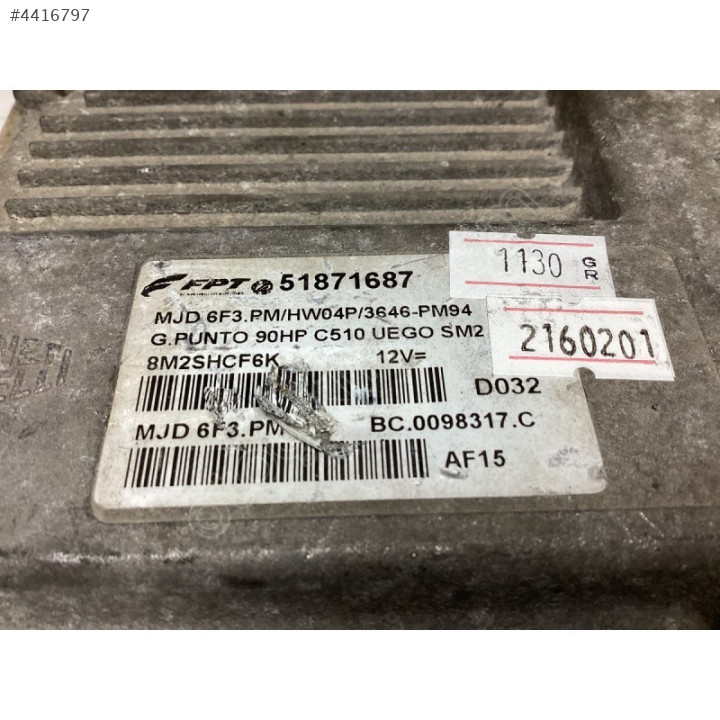 #4416797
FPT 51871687
1130 GR
MJD 6F3.PM/HW04P/3646-PM94
G.PUNTO 90HP C510 UEGO SM2
2160201
8M2SHCF6K 12V=
D032
MJD 6F3.PM BC.0098317.C
AF15